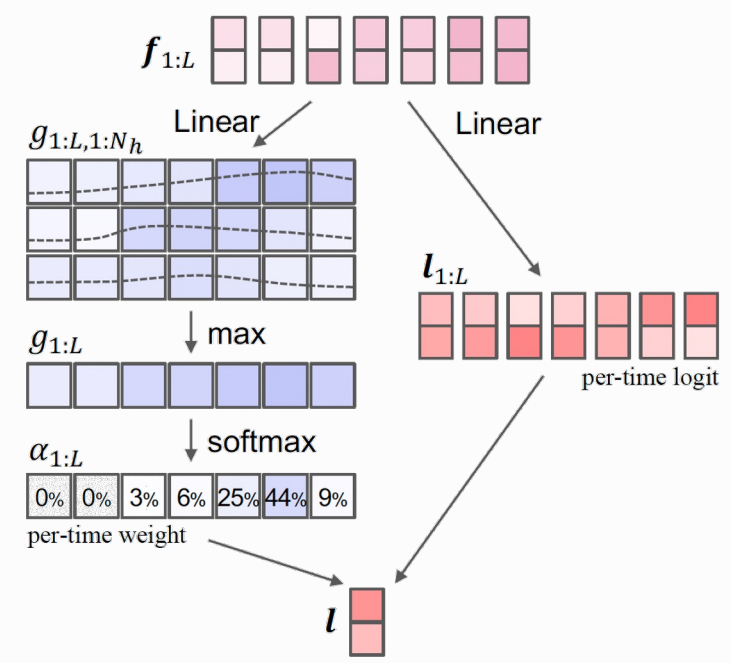 f1:L
Linear
Linear
g1:L,1:Nh
l1:L
max
g1:L
per-time logit
softmax
α1:L
0% 0% 3% 6% 25% 44% 9%
per-time weight
l